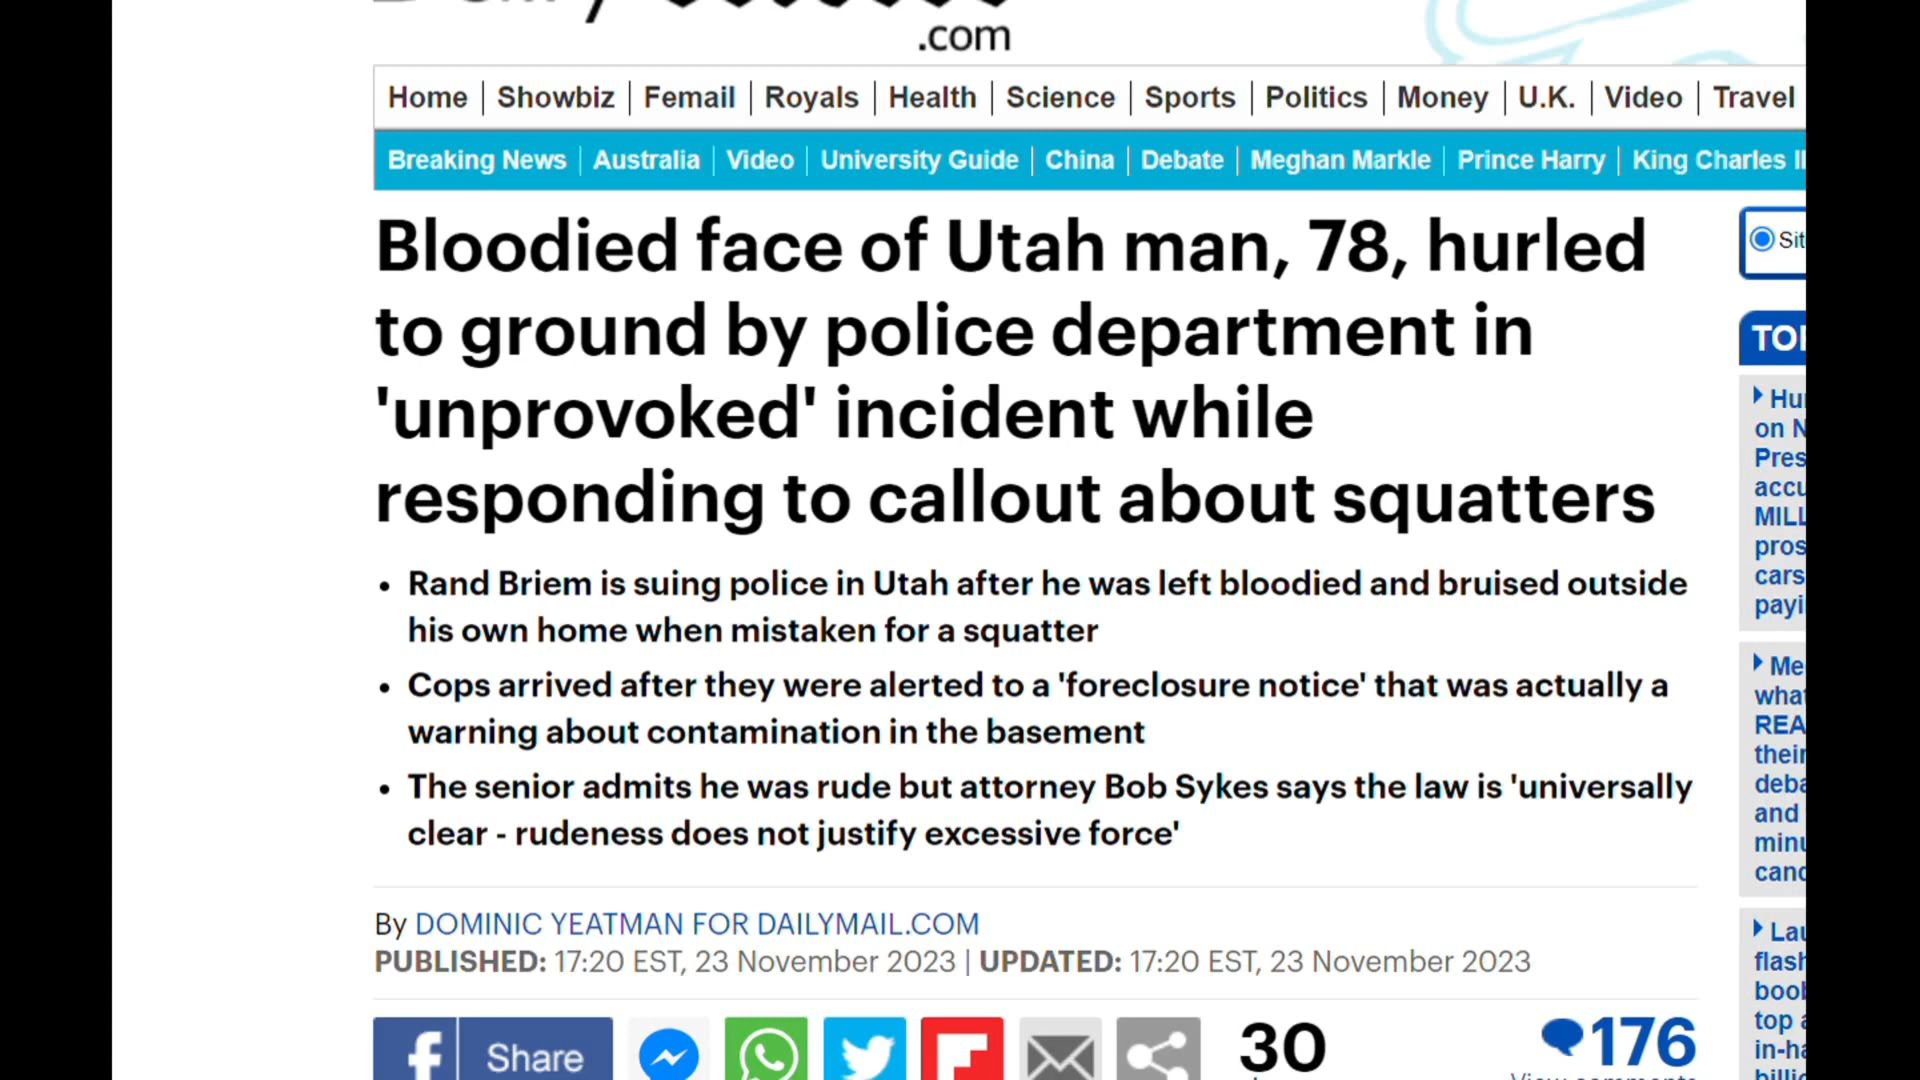 .com
Home | Showbiz | Femail | Royals | Health | Science | Sports | Politics | Money | U.K. | Video | Travel
Breaking News | Australia | Video | University Guide | China | Debate | Meghan Markle | Prince Harry | King Charles
Bloodied face of Utah man, 78, hurled
to ground by police department in
'unprovoked' incident while
responding to callout about squatters
• Rand Briem is suing police in Utah after he was left bloodied and bruised outside
his own home when mistaken for a squatter
• Cops arrived after they were alerted to a 'foreclosure notice' that was actually a
warning about contamination in the basement
• The senior admits he was rude but attorney Bob Sykes says the law is 'universally
clear - rudeness does not justify excessive force'
By DOMINIC YEATMAN FOR DAILYMAIL.COM
PUBLISHED: 17:20 EST, 23 November 2023 | UPDATED: 17:20 EST, 23 November 2023
Share
30
176
on
their
and
top